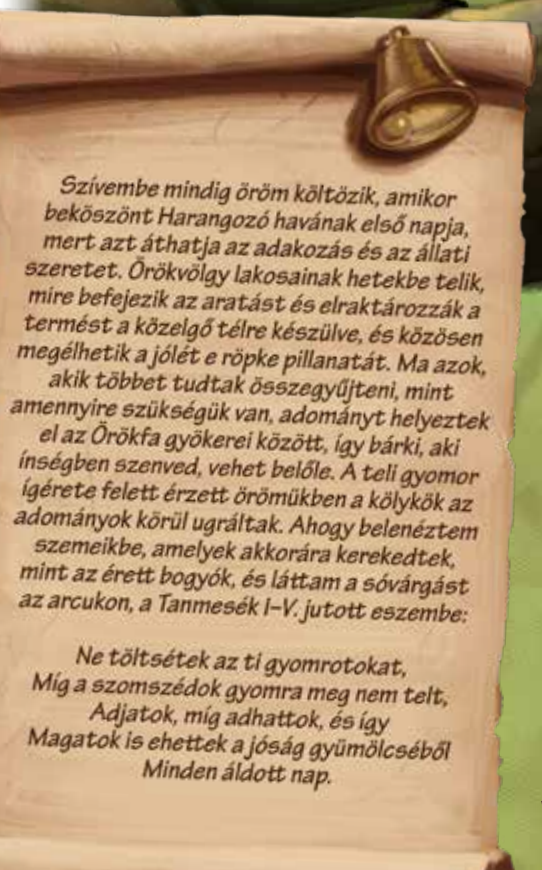 Szívembe mindig öröm költözik, amikor
beköszönt Harangozó havának első napja,
mert azt áthatja az adakozás és az állati
szeretet. Örökvölgy lakosainak hetekbe telik,
mire befejezik az aratást és elraktározzák a
termést a közelgő télre készülve, és közösen
megélhetik a jólét e röpke pillanatát. Ma azok,
akik többet tudtak összegyűjteni, mint
amennyire szükségük van, adományt helyeztek
el az Örökfa gyökerei között, így bárki, aki
ínségben szenved, vehet belőle. A teli gyomor
ígérete felett érzett örömükben a kölykök az
adományok körül ugráltak. Ahogy belenéztem
szemeikbe, amelyek akkorára kerekedtek,
mint az érett bogyók, és láttam a sóvárgást
az arcukon, a Tanmesék I–V. jutott eszembe:

Ne töltsétek az ti gyomrotokat,
Míg a szomszédok gyomra meg nem telt,
Adjatok, míg adhattok, és így
Magatok is ehettek a jóság gyümölcséből
Minden áldott nap.